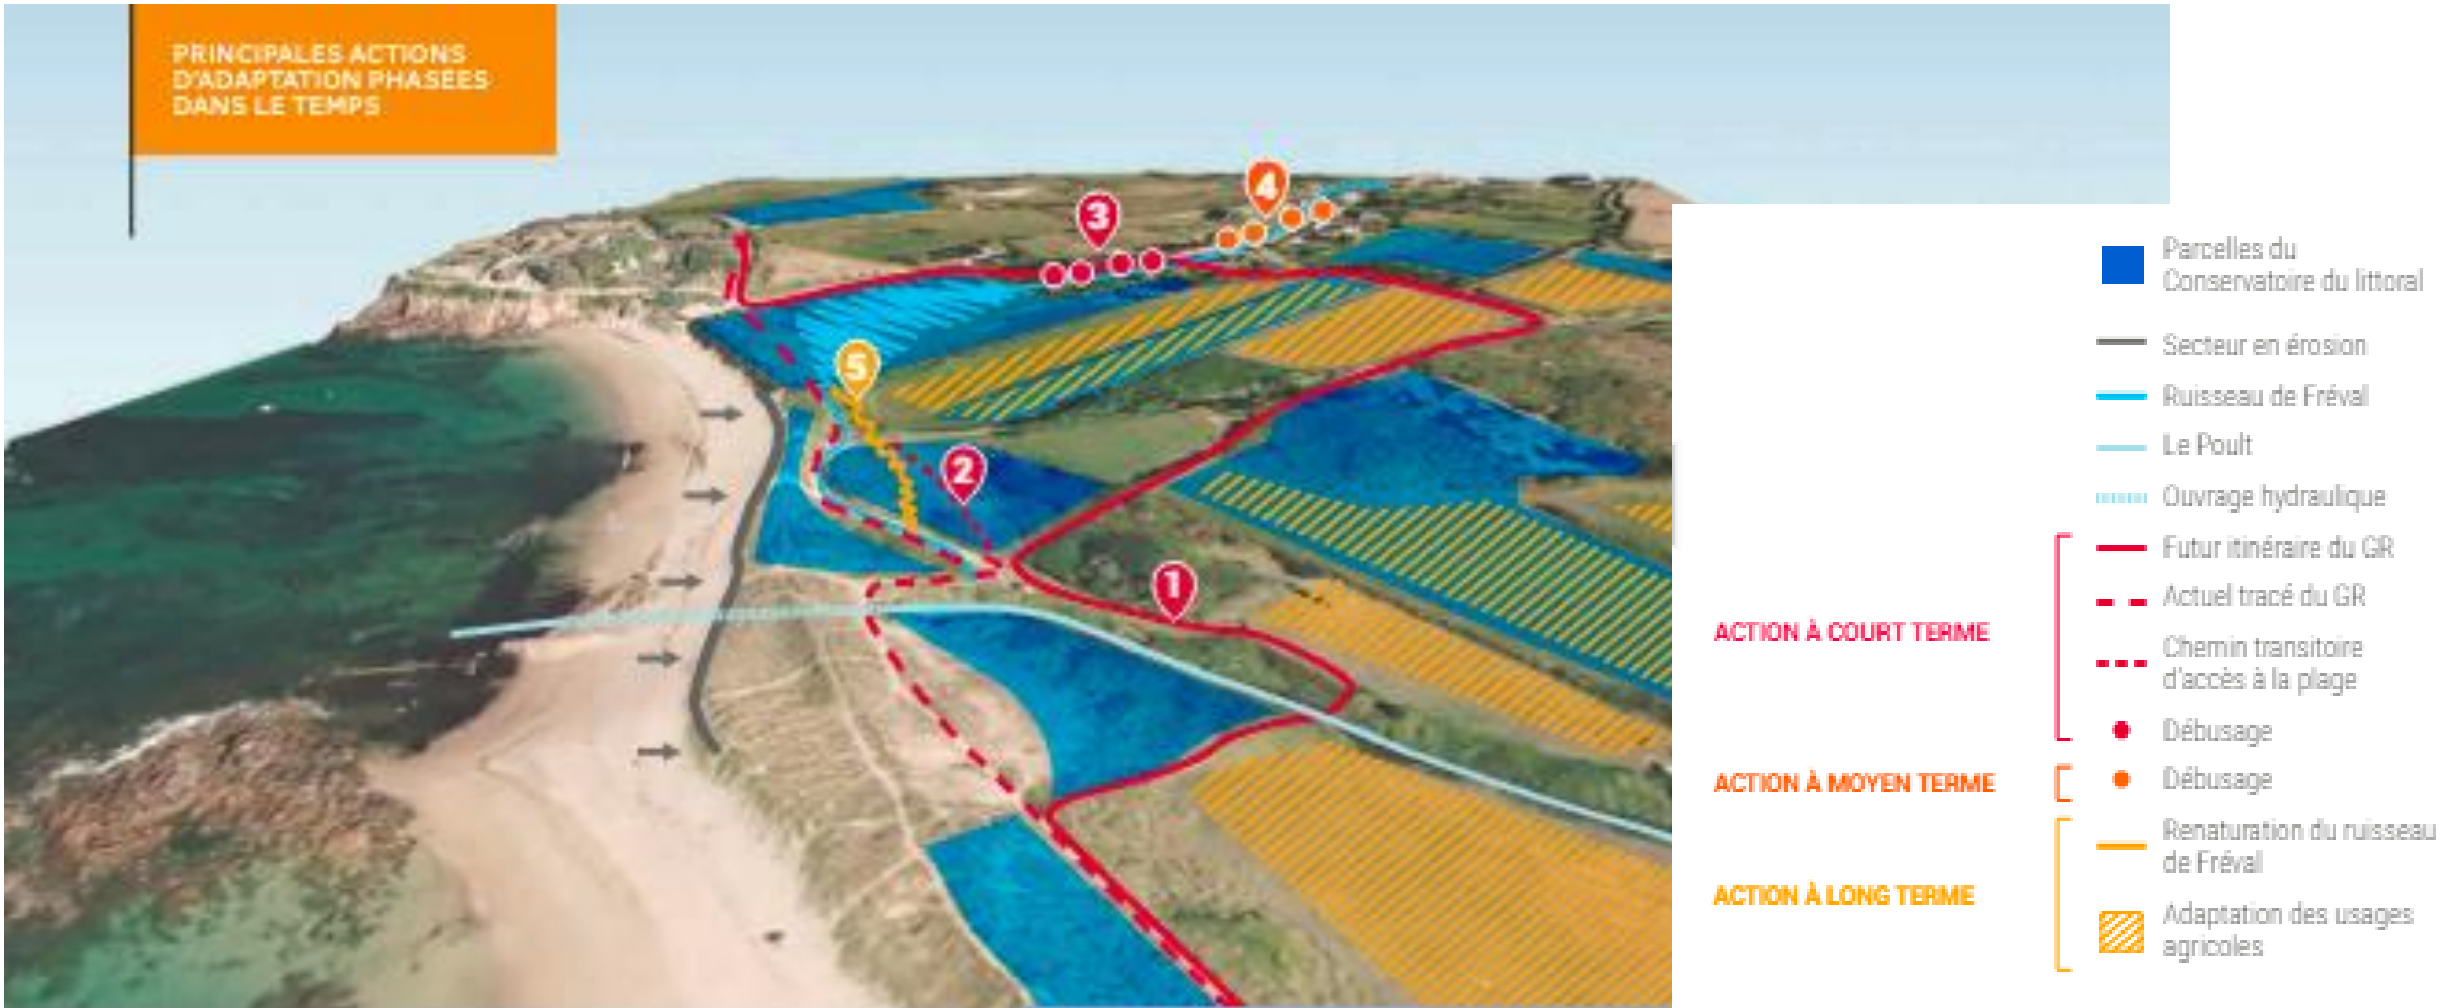 PRINCIPALES ACTIONS
D'ADAPTATION PHASEES
DANS LE TEMPS
4
3
5
2
1
Parcelles du
Conservatoire du littoral
Secteur en érosion
Ruisseau de Fréval
Le Poult
Ouvrage hydraulique
Futur itinéraire du GR
Actuel tracé du GR
ACTION À COURT TERME
Chemin transitoire
d'accès à la plage
Débusage
ACTION À MOYEN TERME
Débusage
Renaturation du ruisseau
de Fréval
ACTION À LONG TERME
Adaptation des usages
agricoles